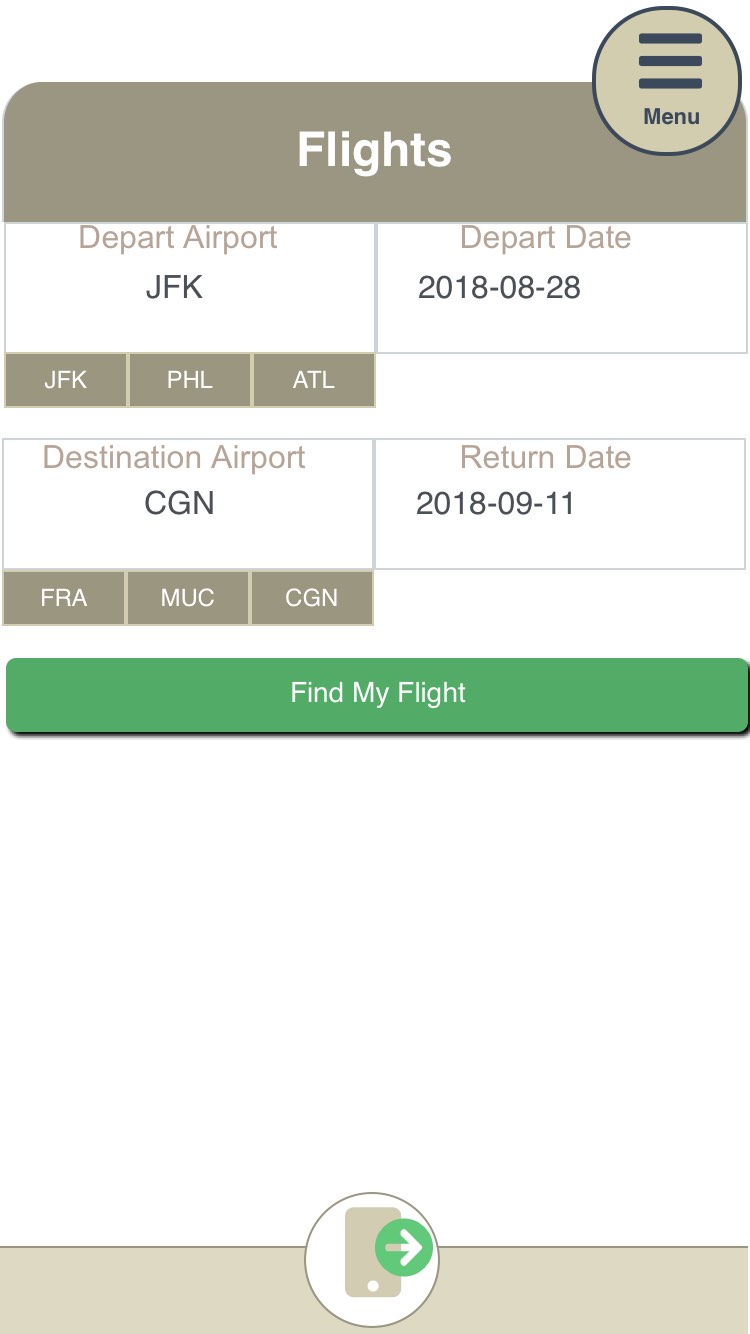 Menu
Flights
Depart Airport
Depart Date
JFK
2018-08-28
JFK
PHL
ATL
Destination Airport
Return Date
CGN
2018-09-11
FRA
MUC
CGN
Find My Flight